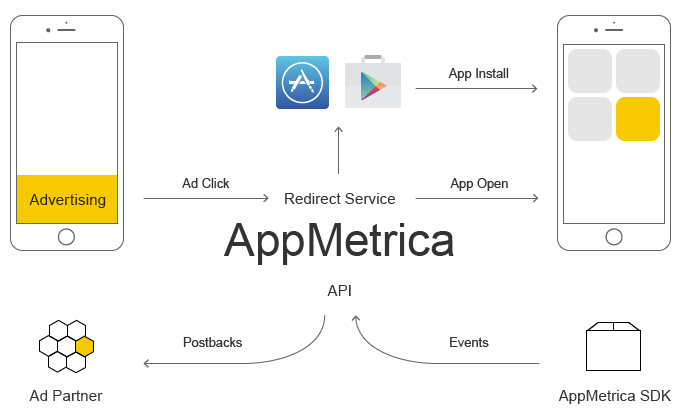 App Install
Advertising
Ad Click
Redirect Service
App Open
AppMetrica
API
Postbacks
Events
Ad Partner
AppMetrica SDK